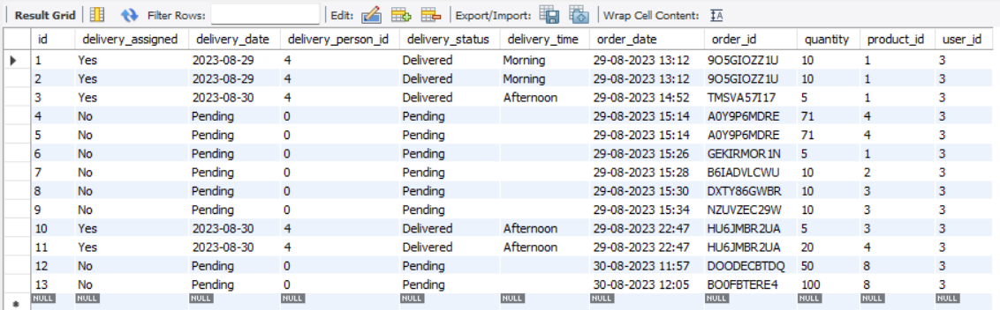 Result Grid Filter Rows: Edit: Export/Import: Wrap Cell Content: IA
id delivery_assigned delivery_date delivery_person_id delivery_status delivery_time order_date order_id quantity product_id user_id
1 Yes 2023-08-29 4 Delivered Morning 29-08-2023 13:12 9O5GIOZZ1U 10 1 3
2 Yes 2023-08-29 4 Delivered Morning 29-08-2023 13:12 9O5GIOZZ1U 10 1 3
3 Yes 2023-08-30 4 Delivered Afternoon 29-08-2023 14:52 TMSVA57I17 5 1 3
4 No Pending 0 Pending 29-08-2023 15:14 A0Y9P6MDRE 71 4 3
5 No Pending 0 Pending 29-08-2023 15:14 A0Y9P6MDRE 71 4 3
6 No Pending 0 Pending 29-08-2023 15:26 GEKIRMOR1N 5 1 3
7 No Pending 0 Pending 29-08-2023 15:28 B6IADVLCWU 10 2 3
8 No Pending 0 Pending 29-08-2023 15:30 DXTY86GWBR 10 3 3
9 No Pending 0 Pending 29-08-2023 15:34 NZUVZEC29W 10 3 3
10 Yes 2023-08-30 4 Delivered Afternoon 29-08-2023 22:47 HU6JMBR2UA 5 3 3
11 Yes 2023-08-30 4 Delivered Afternoon 29-08-2023 22:47 HU6JMBR2UA 20 4 3
12 No Pending 0 Pending 30-08-2023 11:57 DOODECBTDQ 50 8 3
13 No Pending 0 Pending 30-08-2023 12:05 BO0FBTERE4 100 8 3
NULL NULL NULL NULL NULL NULL NULL NULL NULL NULL NULL